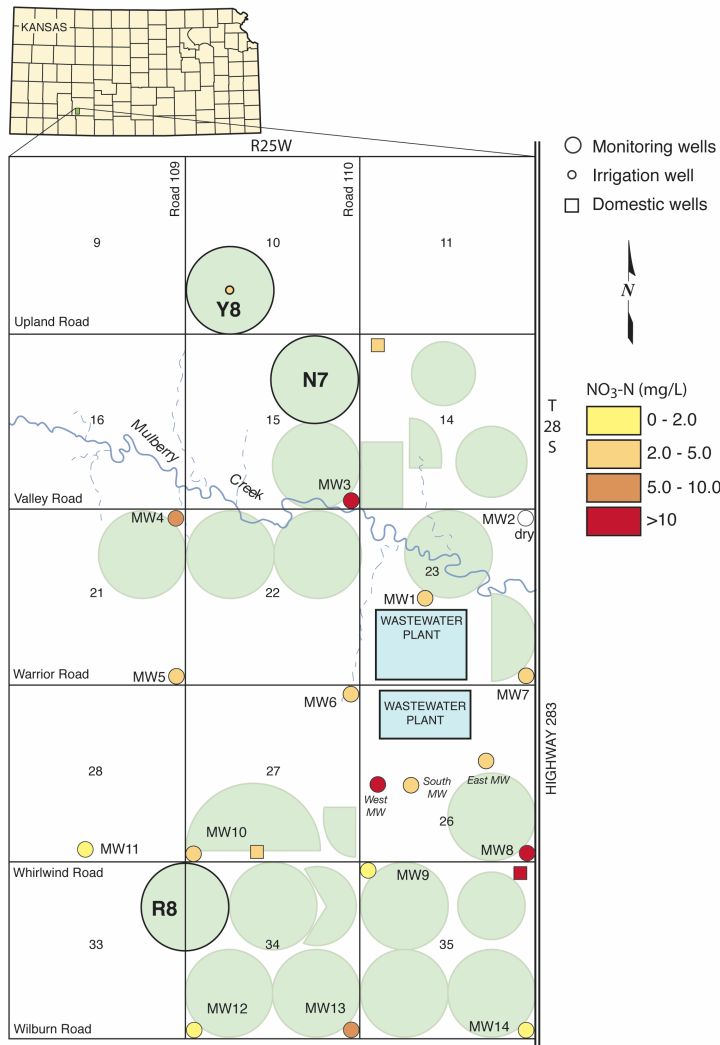 KANSAS
R25W
Road 109
Road 110
Monitoring wells
Irrigation well
Domestic wells
9
10
11
Y8
Upland Road
N
N7
16
15
14
Mulberry
Creek
T
28
S
NO3-N (mg/L)
0 - 2.0
2.0 - 5.0
5.0 - 10.0
>10
MW3
Valley Road
MW4
MW2
dry
21
22
23
MW1
WASTEWATER
PLANT
Warrior Road
MW5
MW6
MW7
WASTEWATER
PLANT
HIGHWAY 283
28
27
West
MW
South
MW
East MW
26
MW10
MW11
MW8
Whirlwind Road
MW9
R8
33
34
35
MW12
MW13
MW14
Wilburn Road